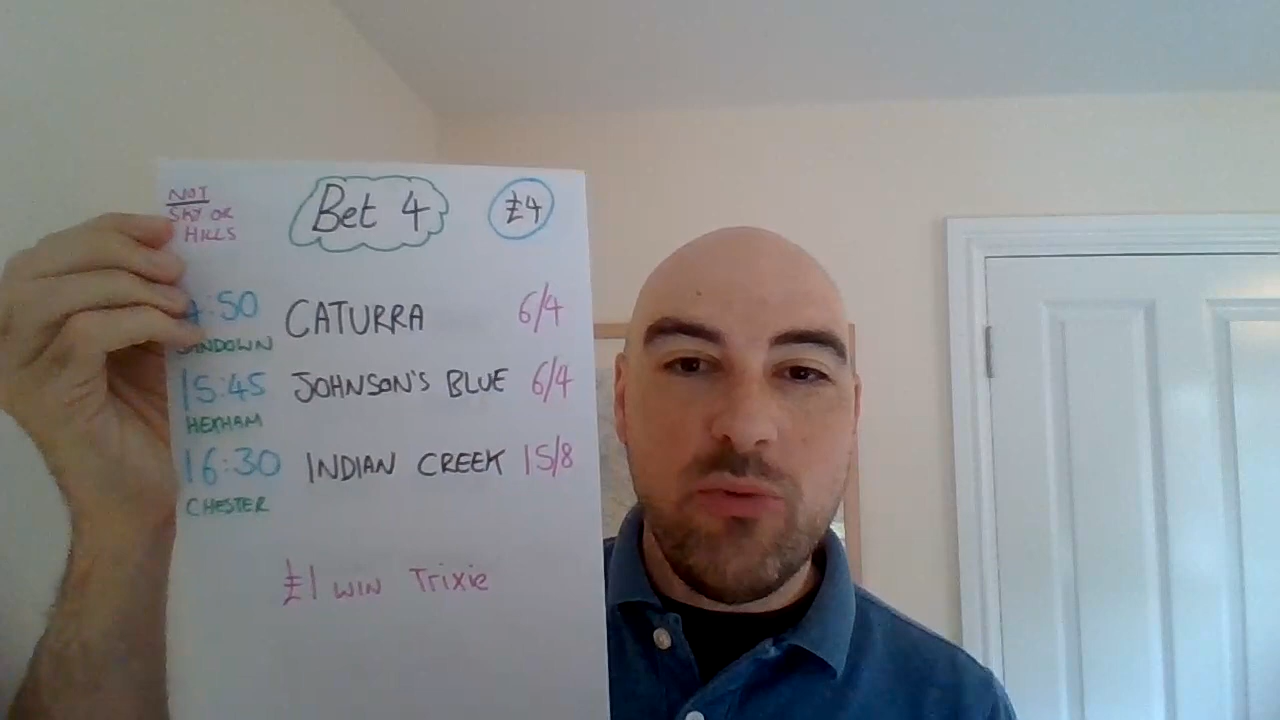 NOT
SKY OR
HILLS
Bet 4
£4
:50 CATURRA 6/4
SANDOWN
15:45 JOHNSON'S BLUE 6/4
HEXHAM
16:30 INDIAN CREEK 15/8
CHESTER
£1 WIN Trixie